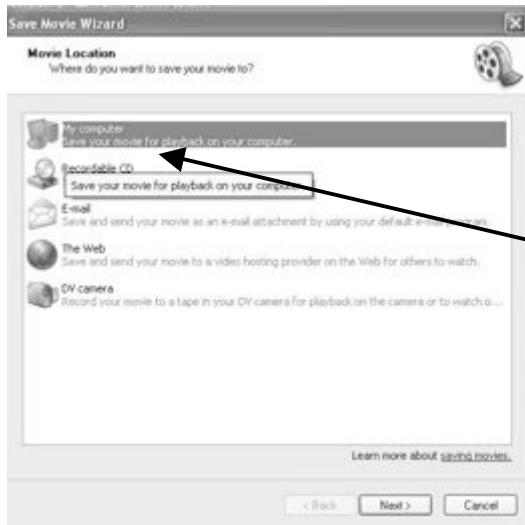 Save Movie Wizard
Movie Location
Where do you want to save your movie to?
My computer
Save your movie for playback on your computer.
Recordable CD
Save your movie for playback on your computer.
E-mail
Save and send your movie as an e-mail attachment by using your default e-mail program.
The Web
Save and send your movie to a video hosting provider on the Web for others to watch.
DV camera
Record your movie to a tape in your DV camera for playback on the camera or to watch o...
Learn more about saving movies.
< Back Next > Cancel